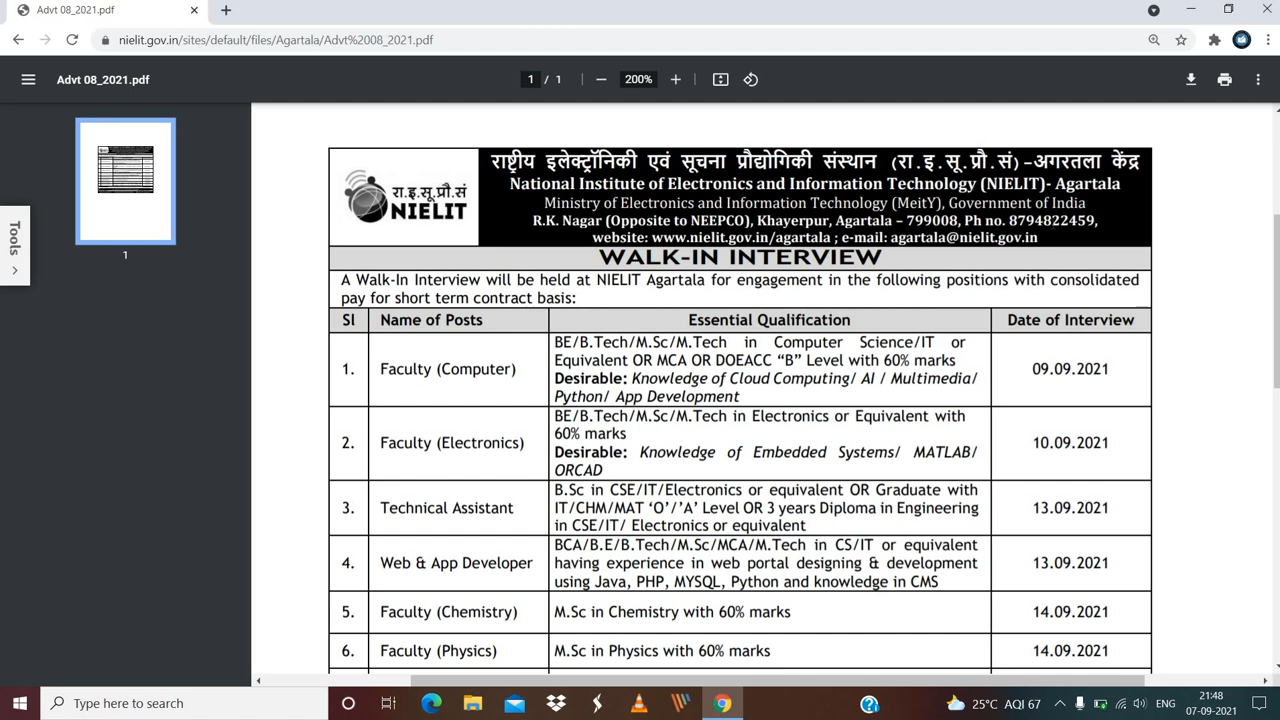 Advt 08_2021.pdf
nielit.gov.in/sites/default/files/Agartala/Advt%2008_2021.pdf
Advt 08_2021.pdf
1 / 1
200%
1
Tools
रा.इ.सू.प्रौ.सं
NIELIT
राष्ट्रीय इलेक्ट्रॉनिकी एवं सूचना प्रौद्योगिकी संस्थान (रा.इ.सू.प्रौ.सं)-अगरतला केंद्र
National Institute of Electronics and Information Technology (NIELIT)- Agartala
Ministry of Electronics and Information Technology (MeitY), Government of India
R.K. Nagar (Opposite to NEEPCO), Khayerpur, Agartala – 799008, Ph no. 8794822459,
website: www.nielit.gov.in/agartala ; e-mail: agartala@nielit.gov.in
WALK-IN INTERVIEW
A Walk-In Interview will be held at NIELIT Agartala for engagement in the following positions with consolidated
pay for short term contract basis:
Sl Name of Posts Essential Qualification Date of Interview
1. Faculty (Computer) 09.09.2021
BE/B.Tech/M.Sc/M.Tech in Computer Science/IT or
Equivalent OR MCA OR DOEACC “B” Level with 60% marks
Desirable: Knowledge of Cloud Computing/ AI / Multimedia/
Python/ App Development
2. Faculty (Electronics) 10.09.2021
BE/B.Tech/M.Sc/M.Tech in Electronics or Equivalent with
60% marks
Desirable: Knowledge of Embedded Systems/ MATLAB/
ORCAD
3. Technical Assistant 13.09.2021
B.Sc in CSE/IT/Electronics or equivalent OR Graduate with
IT/CHM/MAT ‘O’/’A’ Level OR 3 years Diploma in Engineering
in CSE/IT/ Electronics or equivalent
4. Web & App Developer 13.09.2021
BCA/B.E/B.Tech/M.Sc/MCA/M.Tech in CS/IT or equivalent
having experience in web portal designing & development
using Java, PHP, MYSQL, Python and knowledge in CMS
5. Faculty (Chemistry) M.Sc in Chemistry with 60% marks 14.09.2021
6. Faculty (Physics) M.Sc in Physics with 60% marks 14.09.2021
Type here to search
25°C AQI 67
ENG
21:48
07-09-2021